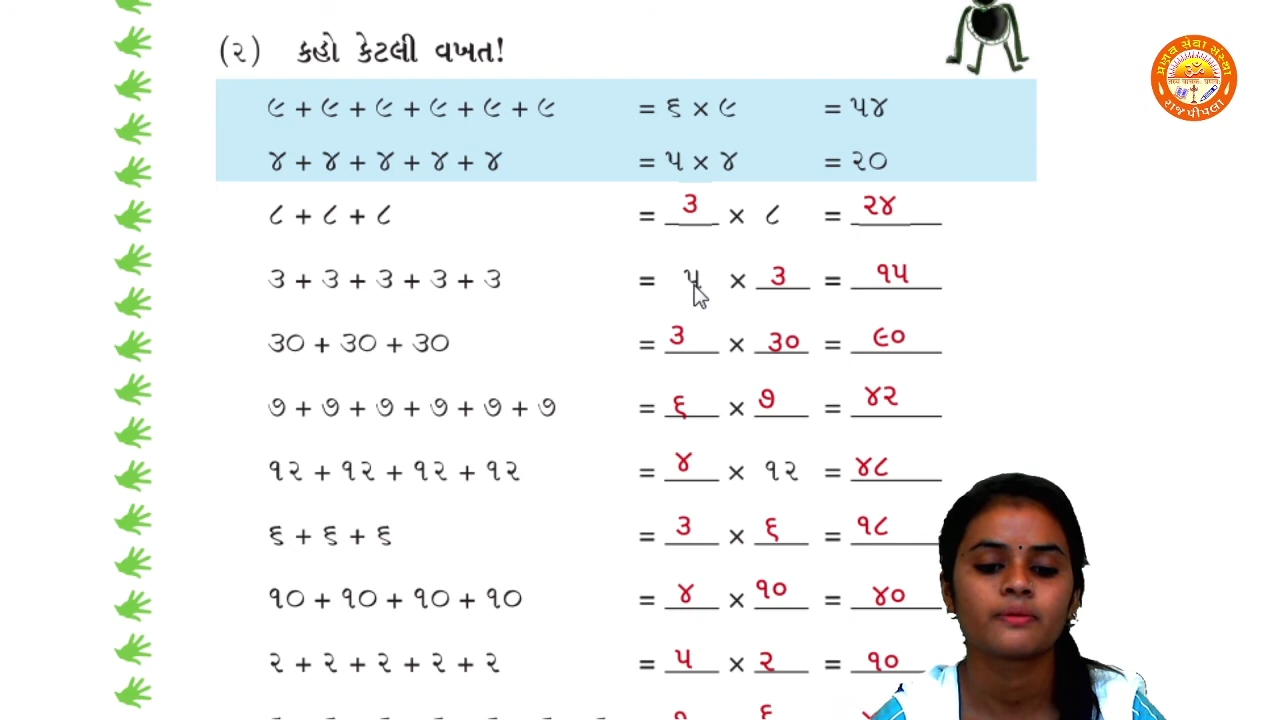 (૨) કહો કેટલી વખત!
૯ + ૯ + ૯ + ૯ + ૯ + ૯ = ૬ × ૯ = ૫૪
૪ + ૪ + ૪ + ૪ + ૪ = ૫ × ૪ = ૨૦
૮ + ૮ + ૮ = ૩ × ૮ = ૨૪
૩ + ૩ + ૩ + ૩ + ૩ = ૫ × ૩ = ૧૫
૩૦ + ૩૦ + ૩૦ = ૩ × ૩૦ = ૯૦
૭ + ૭ + ૭ + ૭ + ૭ + ૭ = ૬ × ૭ = ૪૨
૧૨ + ૧૨ + ૧૨ + ૧૨ = ૪ × ૧૨ = ૪૮
૬ + ૬ + ૬ = ૩ × ૬ = ૧૮
૧૦ + ૧૦ + ૧૦ + ૧૦ = ૪ × ૧૦ = ૪૦
૨ + ૨ + ૨ + ૨ + ૨ = ૫ × ૨ = ૧૦
પ્રણવ સેવા સંસ્થા
ॐ
રાજપીપલા